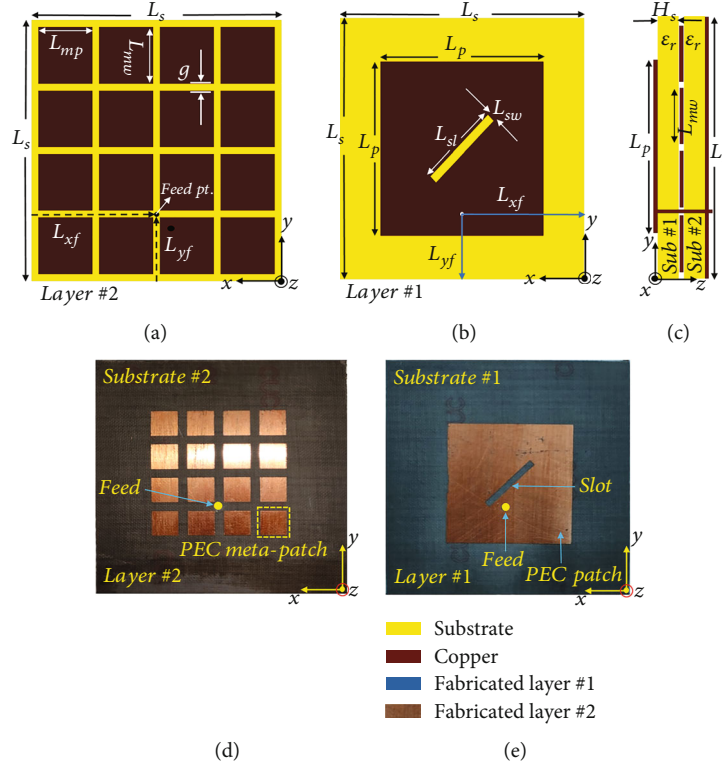 L_s
L_mp
L_mw
g
L_s
Feed pt.
L_xf
L_yf
y
x
z
Layer #2
(a)
L_s
L_p
L_sw
L_sl
L_s
L_p
L_xf
y
L_yf
y
x
z
Layer #1
(b)
H_s
ε_r
ε_r
L_mw
L_p
L
Sub #1
Sub #2
y
x
z
(c)
Substrate #2
Feed
PEC meta-patch
y
Layer #2
x
z
(d)
Substrate #1
Slot
Feed
PEC patch
y
Layer #1
x
z
Substrate
Copper
Fabricated layer #1
Fabricated layer #2
(e)